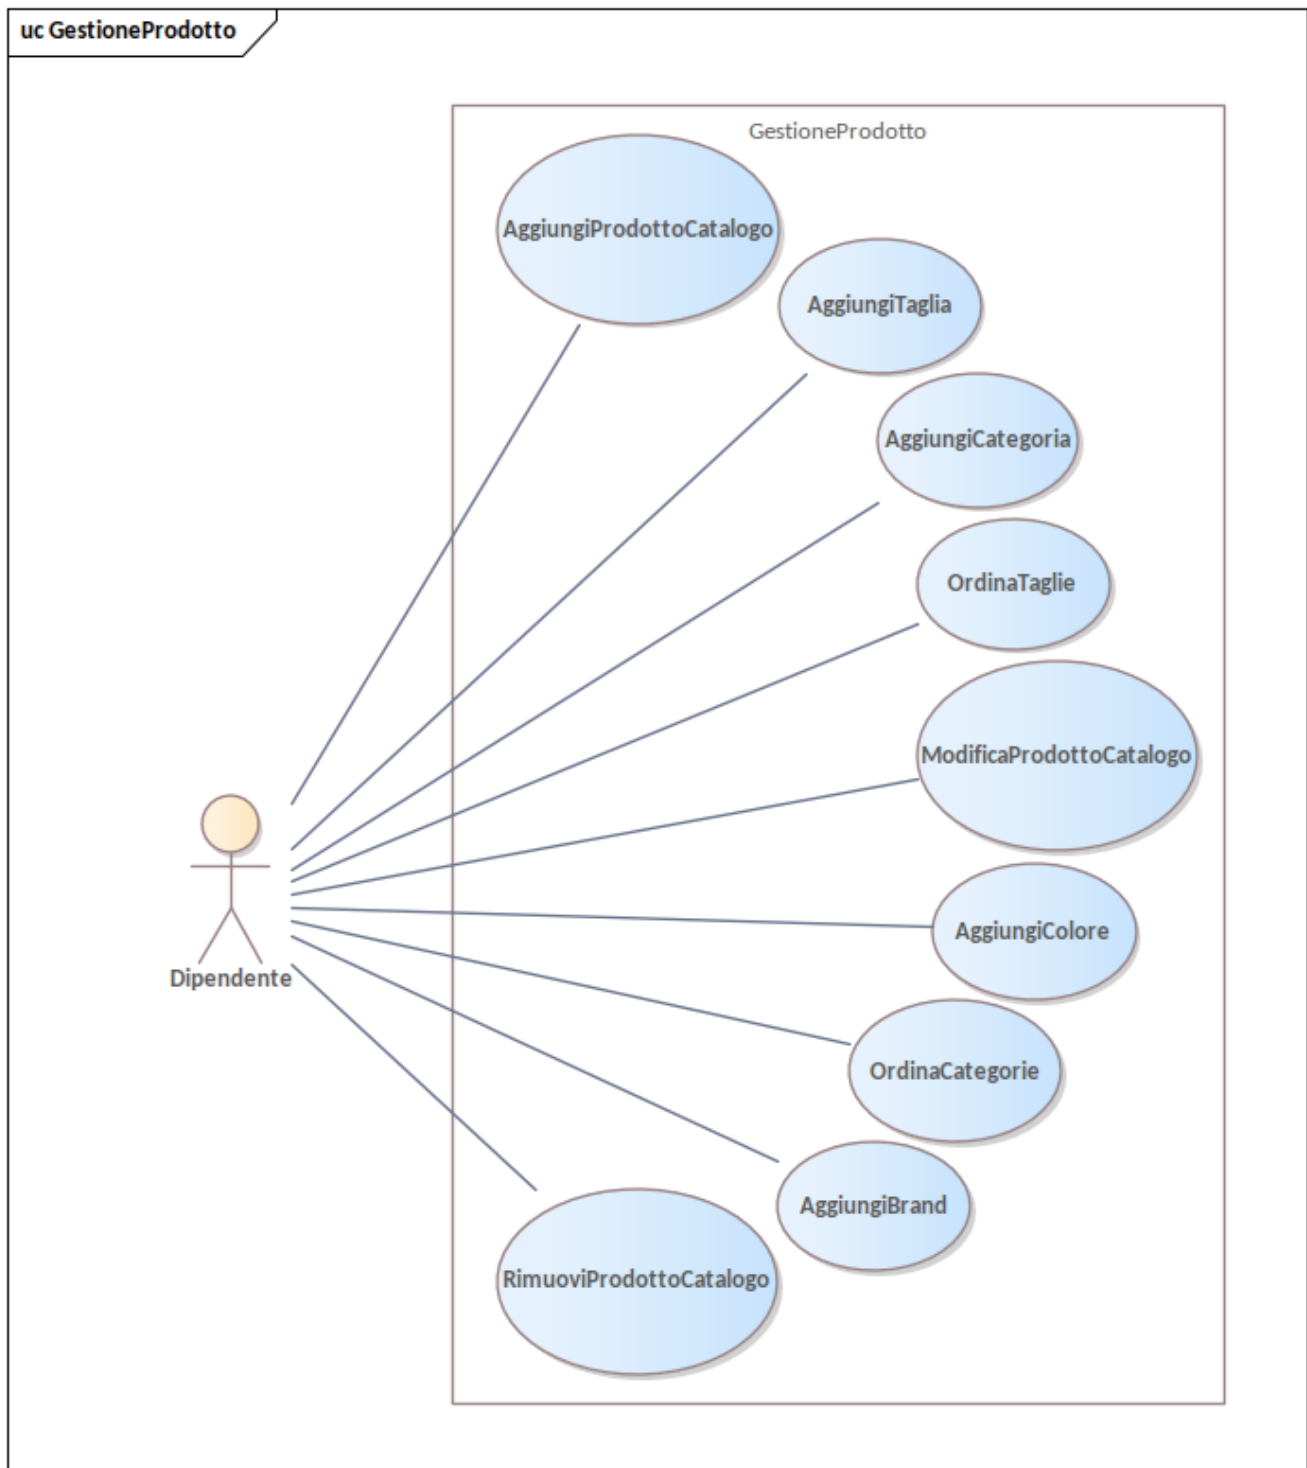 uc GestioneProdotto
GestioneProdotto
AggiungiProdottoCatalogo
AggiungiTaglia
AggiungiCategoria
OrdinaTaglie
ModificaProdottoCatalogo
AggiungiColore
Dipendente
OrdinaCategorie
AggiungiBrand
RimuoviProdottoCatalogo